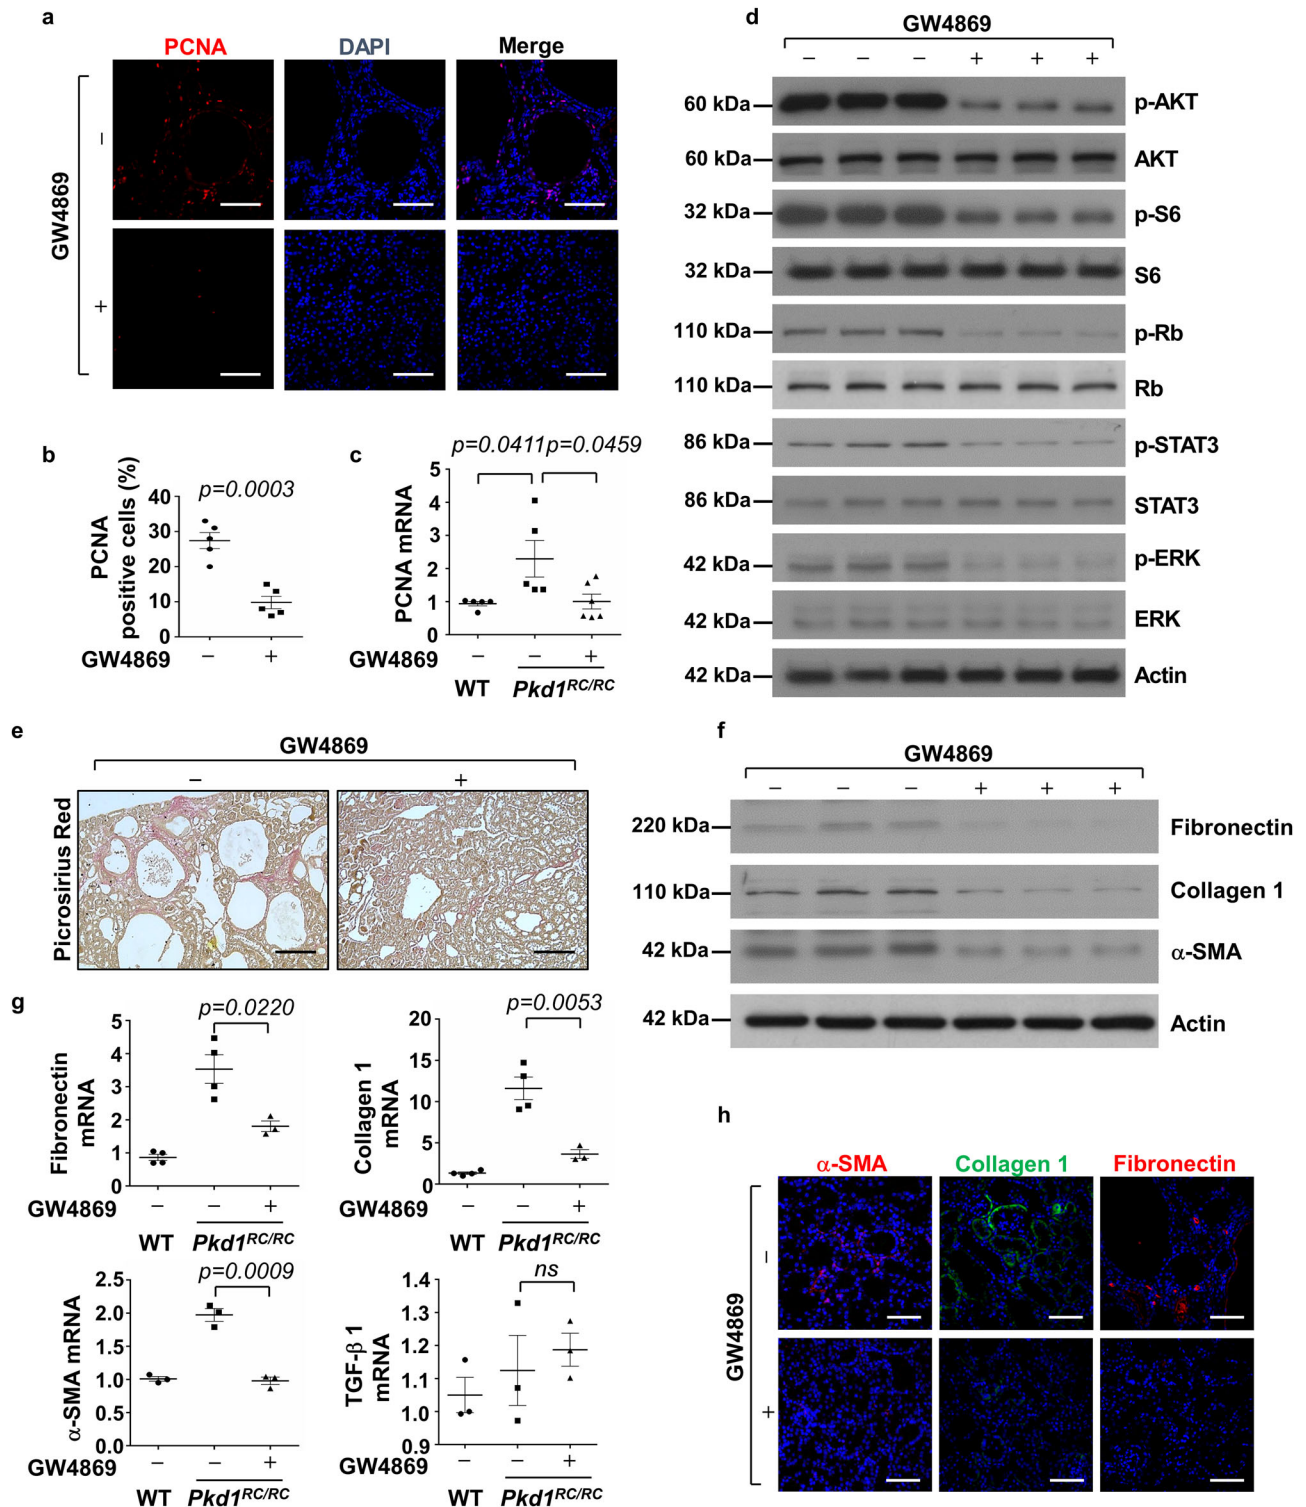 a
PCNA DAPI Merge
GW4869
–
+
b
PCNA
positive cells (%)
p=0.0003
40
30
20
10
0
GW4869 – +
c
p=0.0411 p=0.0459
PCNA mRNA
5
4
3
2
1
0
GW4869 – – +
WT Pkd1RC/RC
d
GW4869
– – – + + +
60 kDa p-AKT
60 kDa AKT
32 kDa p-S6
32 kDa S6
110 kDa p-Rb
110 kDa Rb
86 kDa p-STAT3
86 kDa STAT3
42 kDa p-ERK
42 kDa ERK
42 kDa Actin
e
GW4869
– +
Picrosirius Red
f
GW4869
– – – + + +
220 kDa Fibronectin
110 kDa Collagen 1
42 kDa α-SMA
42 kDa Actin
g
p=0.0220
Fibronectin
mRNA
5
4
3
2
1
0
GW4869 – – +
WT Pkd1RC/RC
p=0.0053
Collagen 1
mRNA
20
15
10
5
0
GW4869 – – +
WT Pkd1RC/RC
p=0.0009
α-SMA mRNA
2.5
2.0
1.5
1.0
0.5
0.0
GW4869 – – +
WT Pkd1RC/RC
ns
TGF-β 1
mRNA
1.4
1.3
1.2
1.1
1.0
0.9
GW4869 – – +
WT Pkd1RC/RC
h
α-SMA Collagen 1 Fibronectin
GW4869
–
+